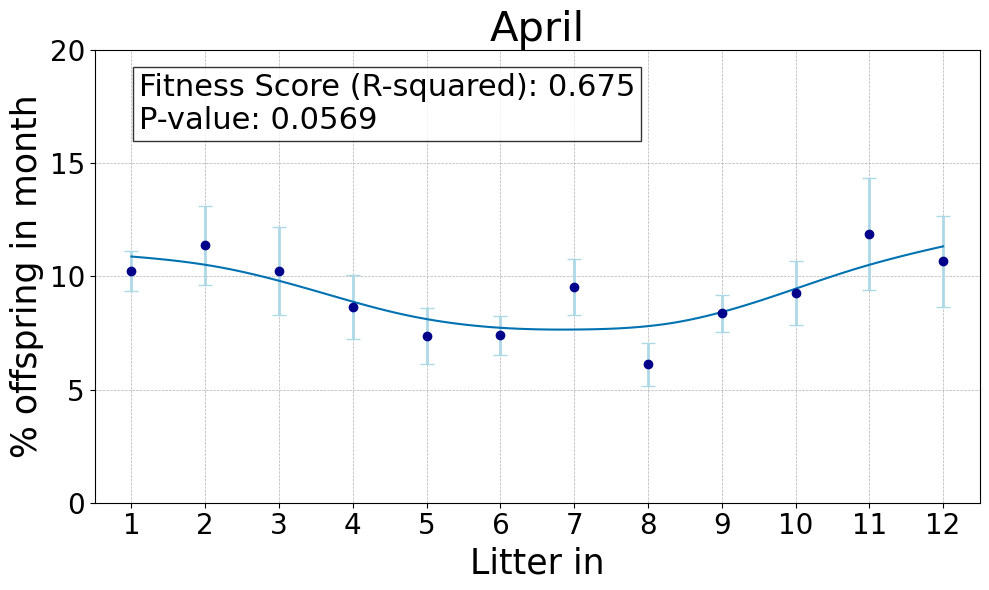 April
Fitness Score (R-squared): 0.675
P-value: 0.0569
% offspring in month
20
15
10
5
0
1 2 3 4 5 6 7 8 9 10 11 12
Litter in